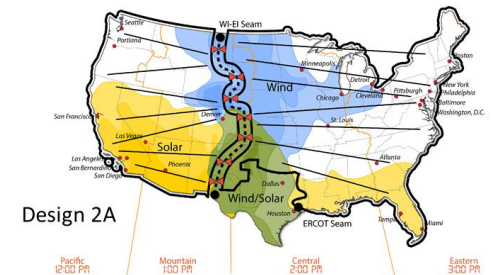 WI-EI Seam
Seattle
Portland
Minneapolis
Boston
Detroit
New York
Wind
Chicago
Cleveland
Pittsburgh
Philadelphia
Baltimore
San Francisco
Denver
Washington, D.C.
St. Louis
Las Vegas
Solar
Los Angeles
San Bernardino
San Diego
Phoenix
Atlanta
Dallas
Wind/Solar
Design 2A
Houston
ERCOT Seam
Tampa
Miami
Pacific
12:00 PM
Mountain
1:00 PM
Central
2:00 PM
Eastern
3:00 PM